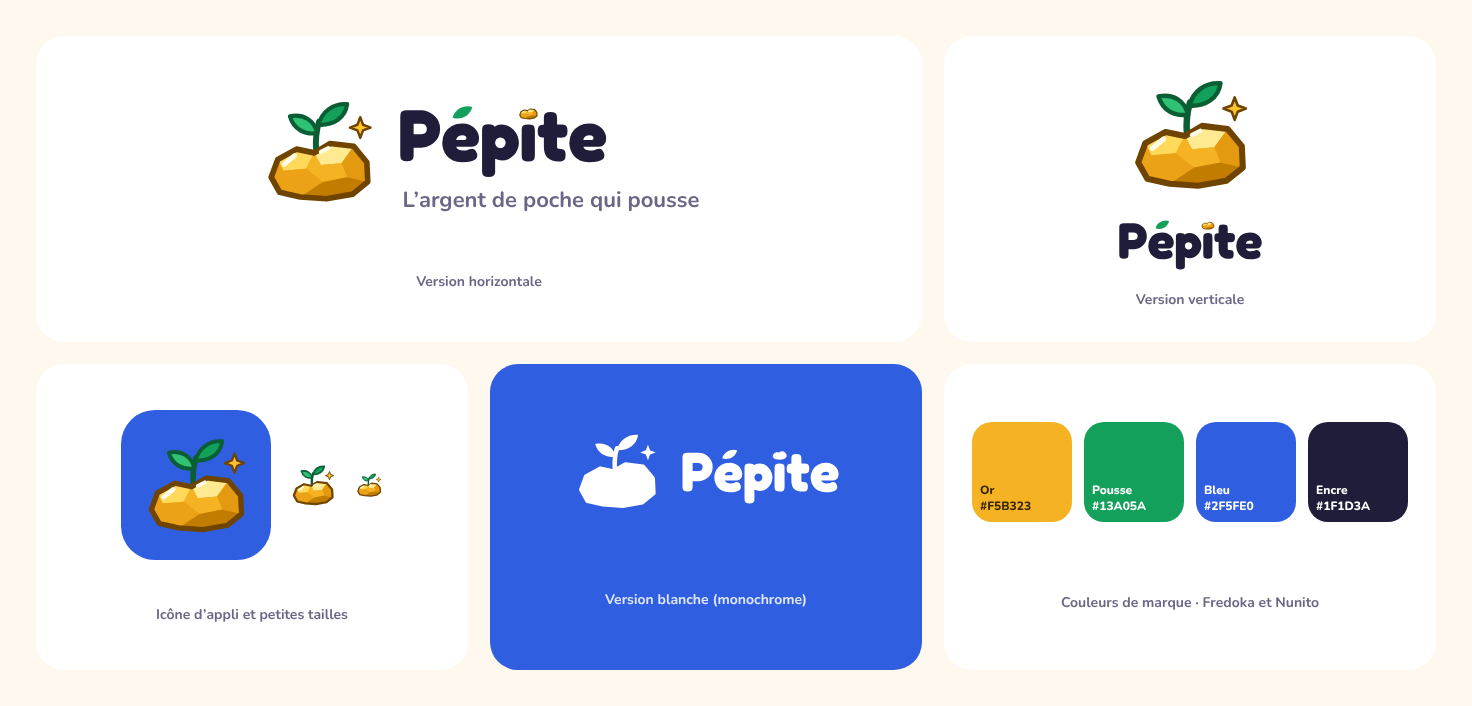 Pépite
L’argent de poche qui pousse
Version horizontale
Pépite
Version verticale
Icône d’appli et petites tailles
Pépite
Version blanche (monochrome)
Or
#F5B323
Pousse
#13A05A
Bleu
#2F5FE0
Encre
#1F1D3A
Couleurs de marque · Fredoka et Nunito